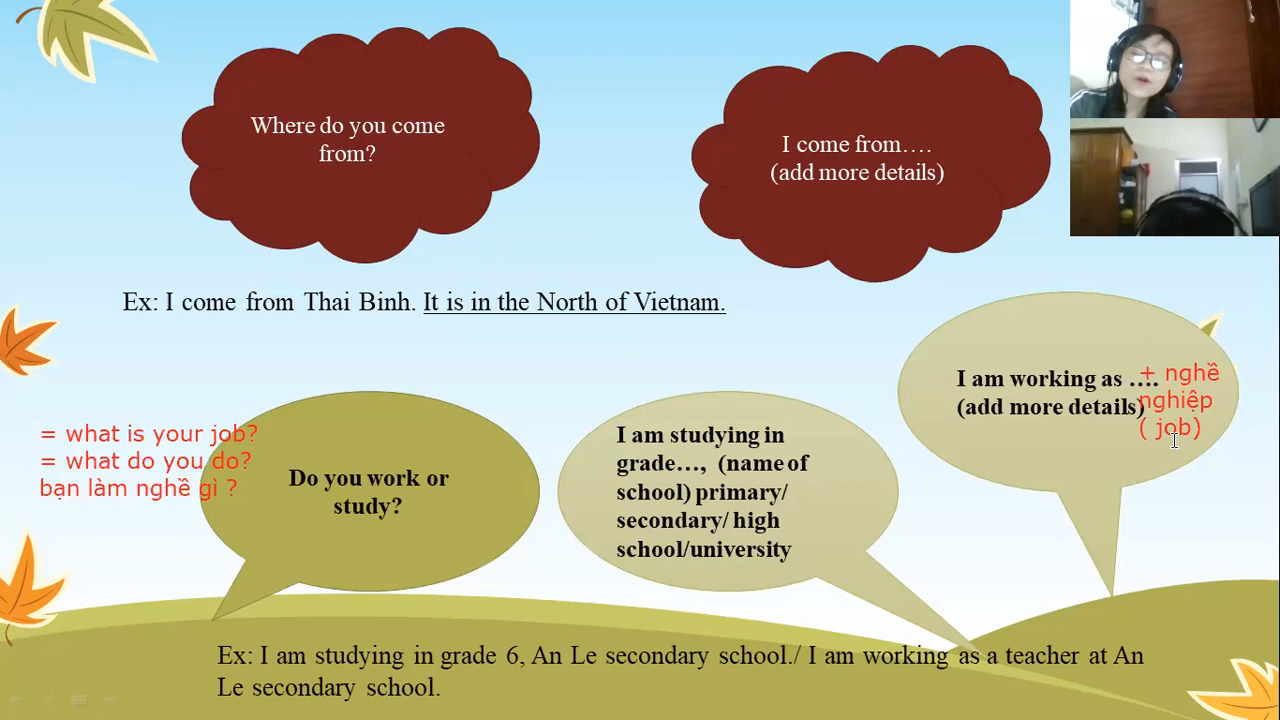 Where do you come
from?
I come from….
(add more details)
Ex: I come from Thai Binh. It is in the North of Vietnam.
= what is your job?
= what do you do?
bạn làm nghề gì ?
Do you work or
study?
I am studying in
grade…, (name of
school) primary/
secondary/ high
school/university
I am working as ….
(add more details)
+ nghề
nghiệp
( job)
Ex: I am studying in grade 6, An Le secondary school./ I am working as a teacher at An
Le secondary school.